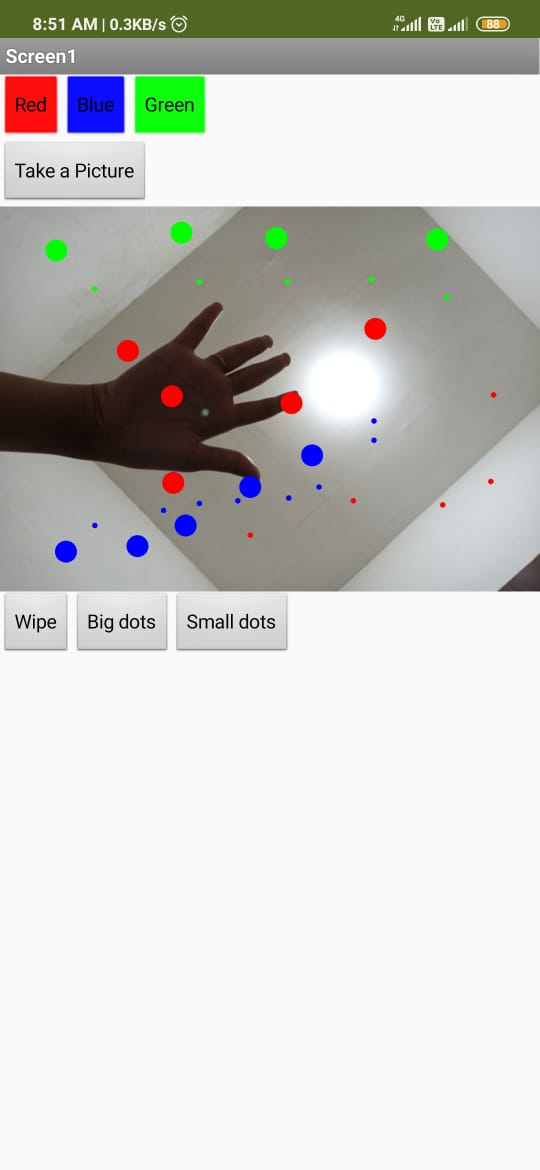 8:51 AM | 0.3KB/s 4G Vo LTE 88
Screen1
Red Blue Green
Take a Picture
Wipe Big dots Small dots